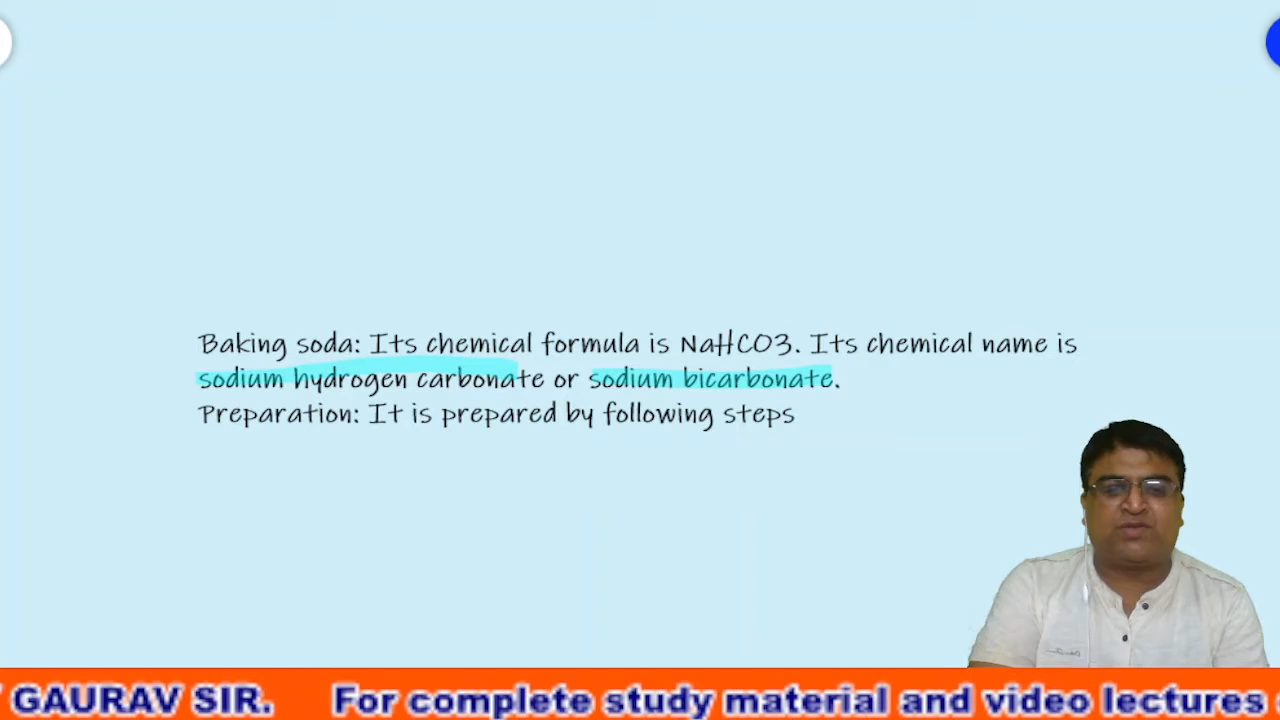 Baking soda: Its chemical formula is NaHCO3. Its chemical name is
sodium hydrogen carbonate or sodium bicarbonate.
Preparation: It is prepared by following steps
GAURAV SIR. For complete study material and video lectures